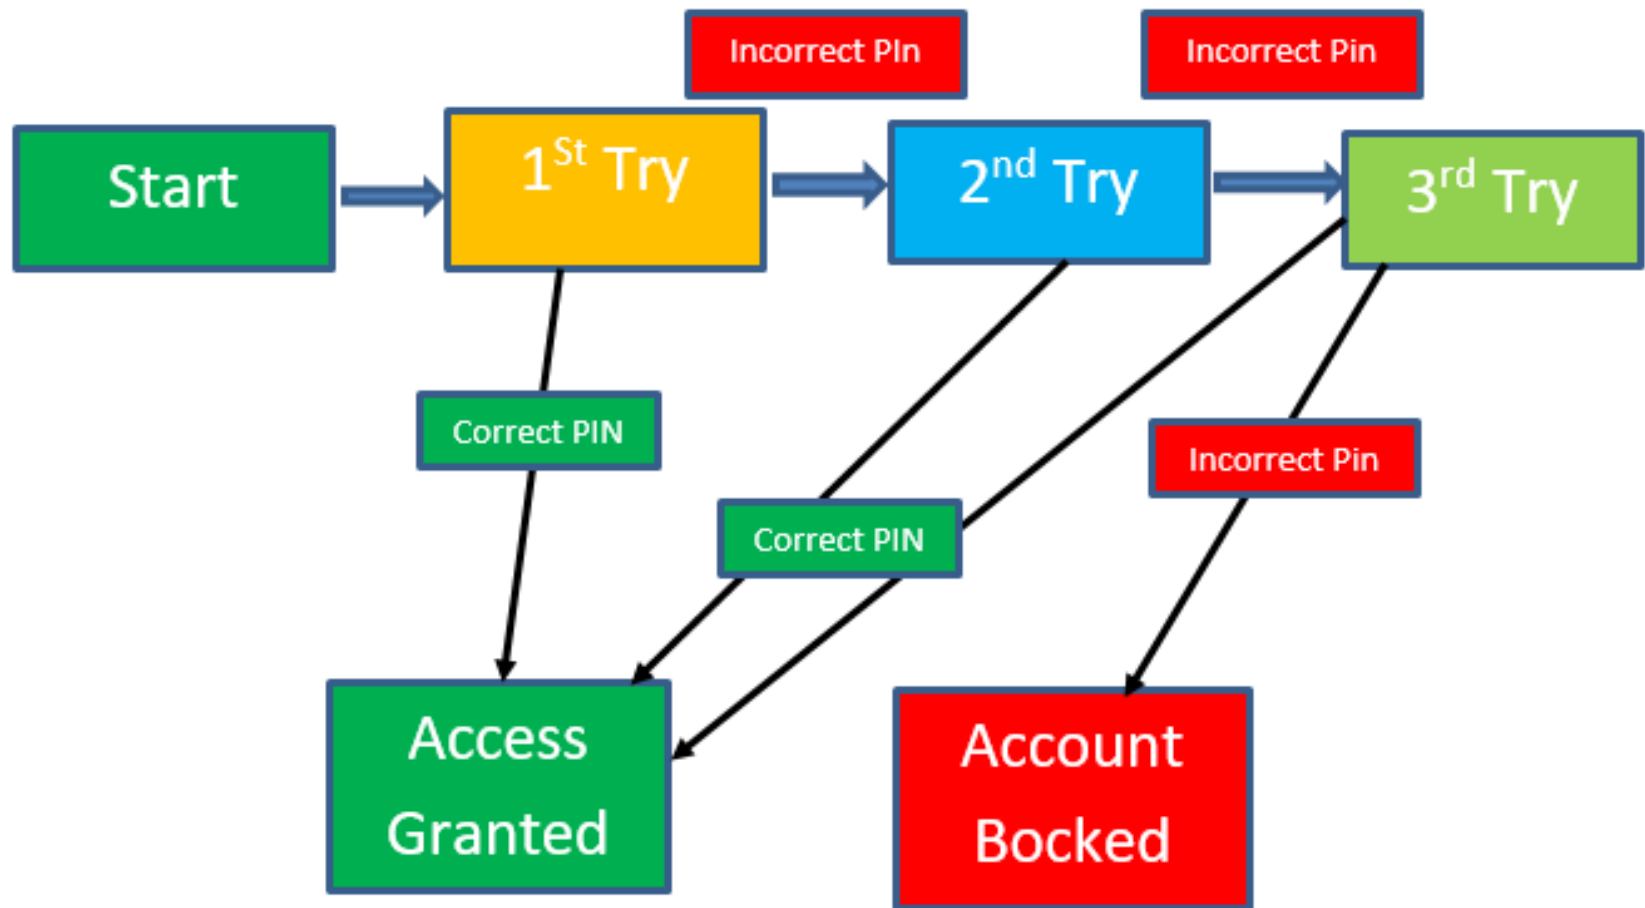 Incorrect PIn
Incorrect Pin
Start
1St Try
2nd Try
3rd Try
Correct PIN
Incorrect Pin
Correct PIN
Access
Granted
Account
Bocked